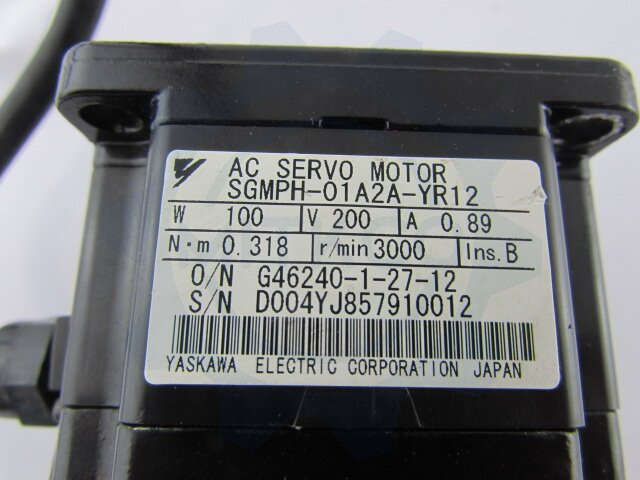 AC SERVO MOTOR
SGMPH-01A2A-YR12
W 100 V 200 A 0.89
N·m 0.318 r/min 3000 Ins. B
O/N G46240-1-27-12
S/N D004YJ857910012
YASKAWA ELECTRIC CORPORATION JAPAN